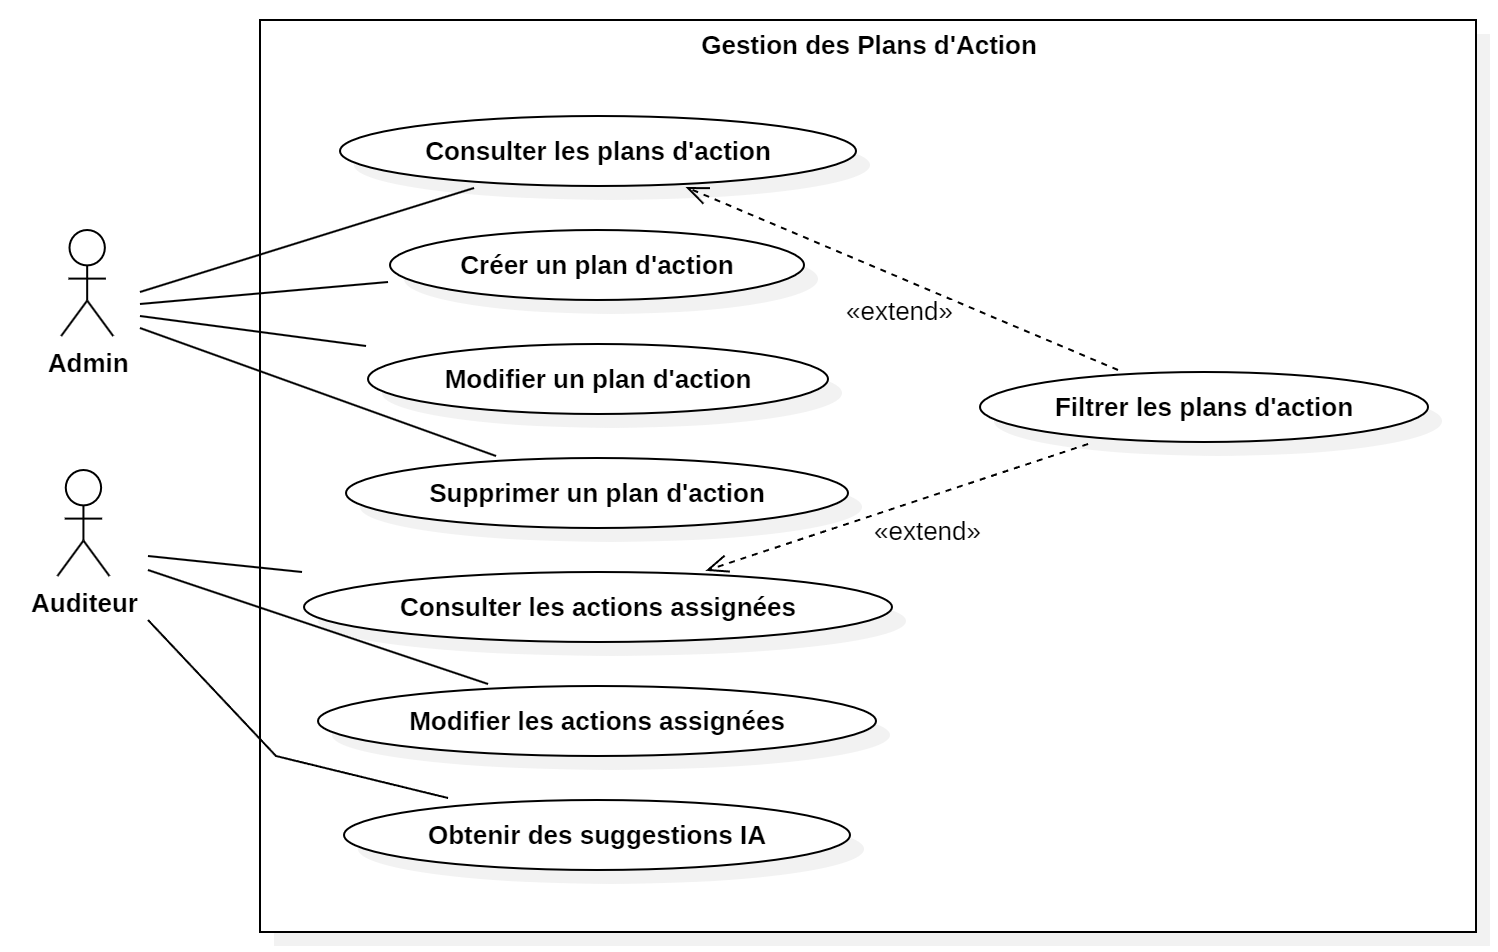 Gestion des Plans d'Action
Consulter les plans d'action
Créer un plan d'action
«extend»
Admin
Modifier un plan d'action
Filtrer les plans d'action
Supprimer un plan d'action
«extend»
Auditeur
Consulter les actions assignées
Modifier les actions assignées
Obtenir des suggestions IA